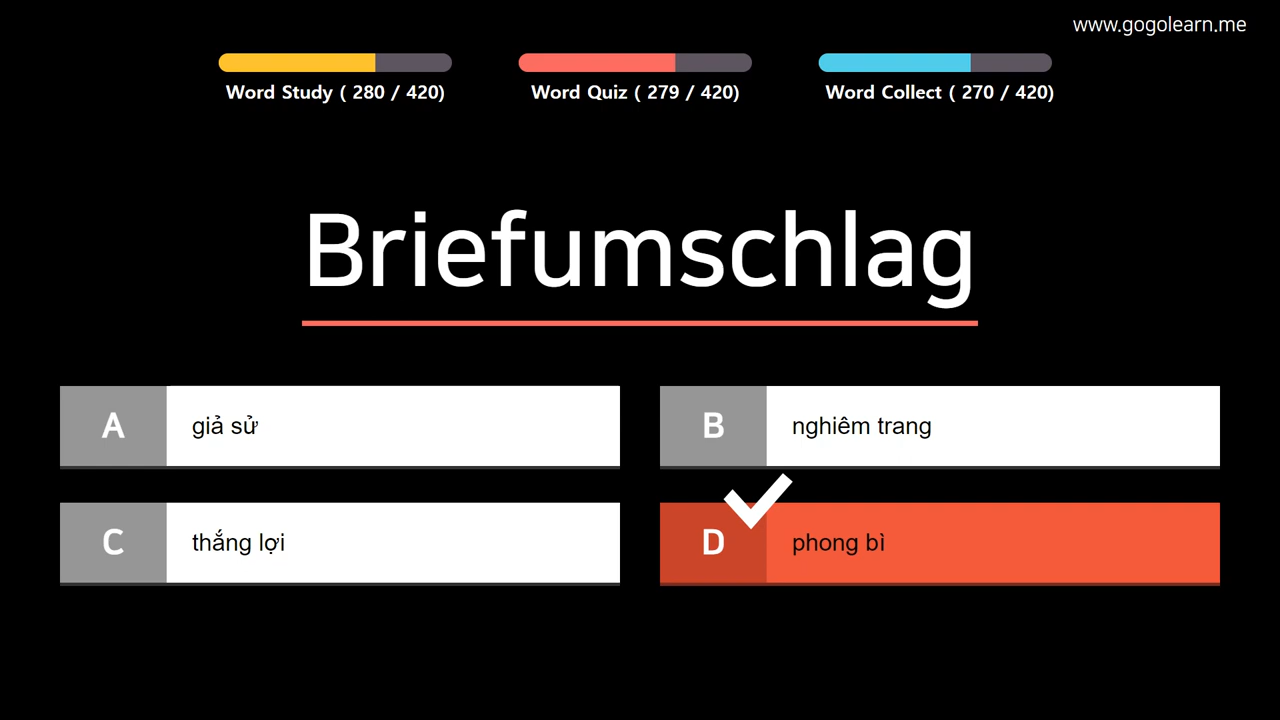 www.gogolearn.me
Word Study ( 280 / 420)
Word Quiz ( 279 / 420)
Word Collect ( 270 / 420)
Briefumschlag
A
giả sử
B
nghiêm trang
C
thắng lợi
D
phong bì